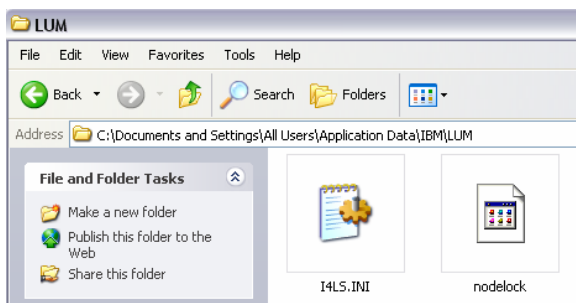 LUM
File Edit View Favorites Tools Help
Back Search Folders
Address C:\Documents and Settings\All Users\Application Data\IBM\LUM
File and Folder Tasks
Make a new folder
Publish this folder to the
Web
Share this folder
I4LS.INI nodelock